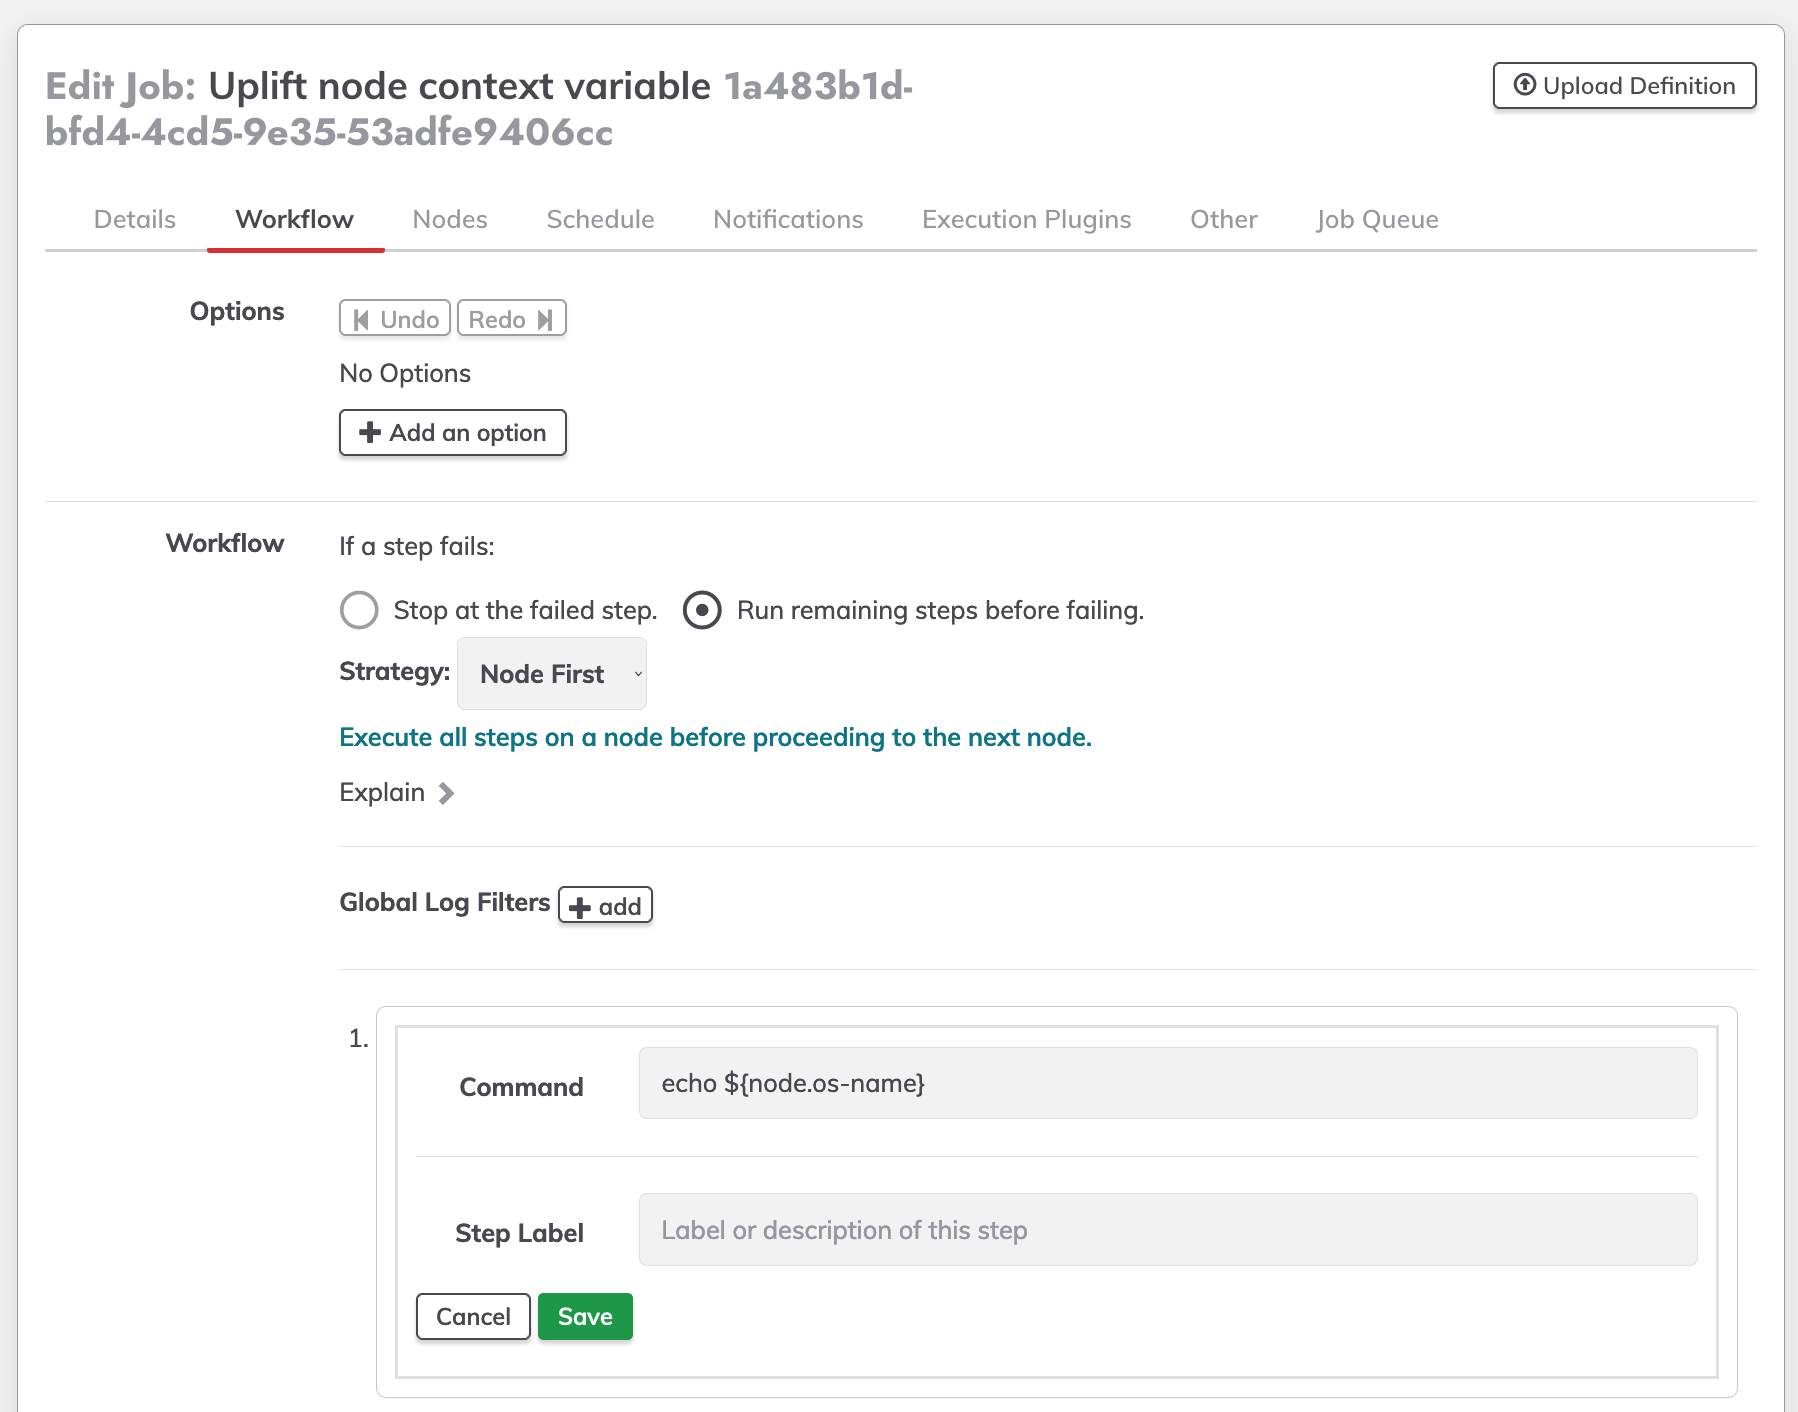 Edit Job: Uplift node context variable 1a483b1d-
bfd4-4cd5-9e35-53adfe9406cc
Upload Definition
Details Workflow Nodes Schedule Notifications Execution Plugins Other Job Queue
Options
Undo Redo
No Options
Add an option
Workflow
If a step fails:
Stop at the failed step. Run remaining steps before failing.
Strategy: Node First
Execute all steps on a node before proceeding to the next node.
Explain
Global Log Filters add
1.
Command echo ${node.os-name}
Step Label Label or description of this step
Cancel Save